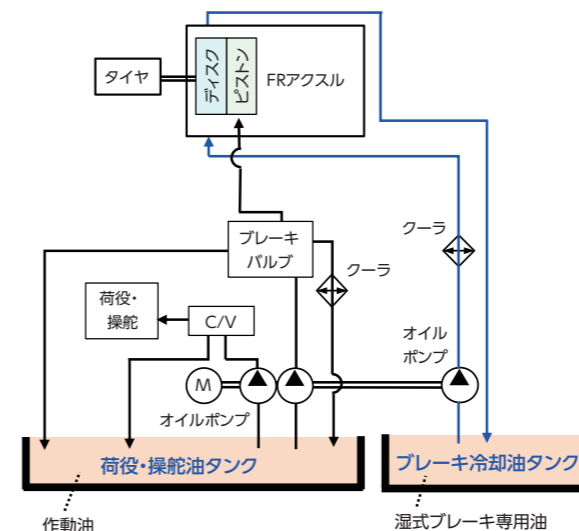 タイヤ
ディスク
ピストン
FRアクスル
ブレーキ
バルブ
クーラ
クーラ
荷役・
操舵
C/V
オイル
ポンプ
M
オイルポンプ
荷役・操舵油タンク
ブレーキ冷却油タンク
作動油
湿式ブレーキ専用油